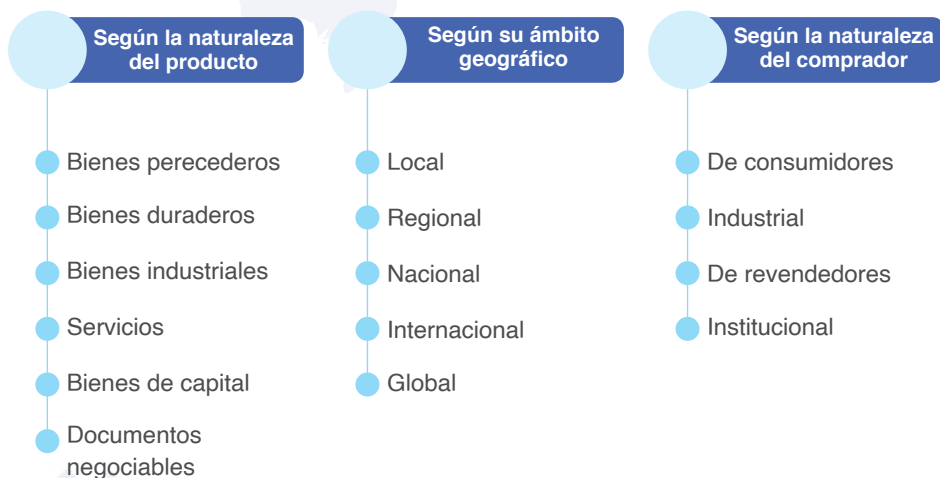 Según la naturaleza
del producto
Bienes perecederos
Bienes duraderos
Bienes industriales
Servicios
Bienes de capital
Documentos
negociables
Según su ámbito
geográfico
Local
Regional
Nacional
Internacional
Global
Según la naturaleza
del comprador
De consumidores
Industrial
De revendedores
Institucional